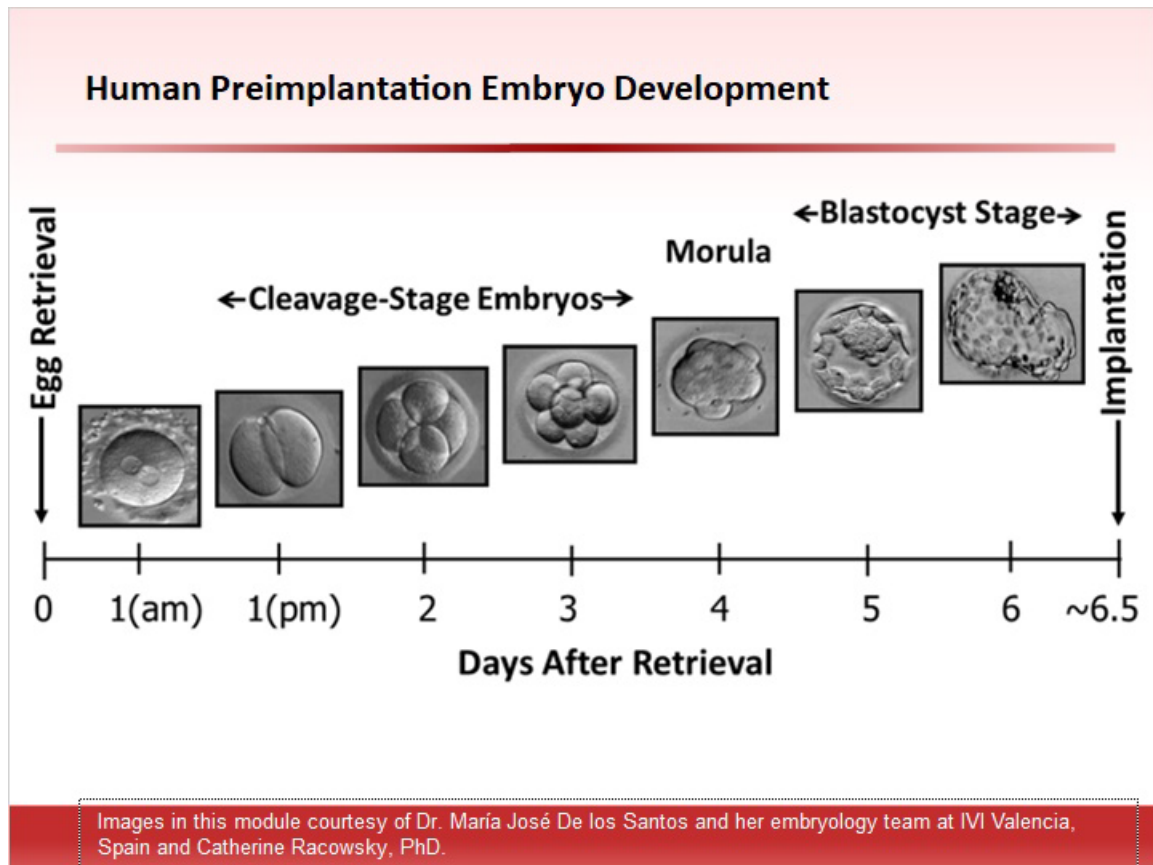 Human Preimplantation Embryo Development
Egg Retrieval
←Cleavage-Stage Embryos→
Morula
←Blastocyst Stage→
Implantation
0 1(am) 1(pm) 2 3 4 5 6 ~6.5
Days After Retrieval
Images in this module courtesy of Dr. María José De los Santos and her embryology team at IVI Valencia,
Spain and Catherine Racowsky, PhD.